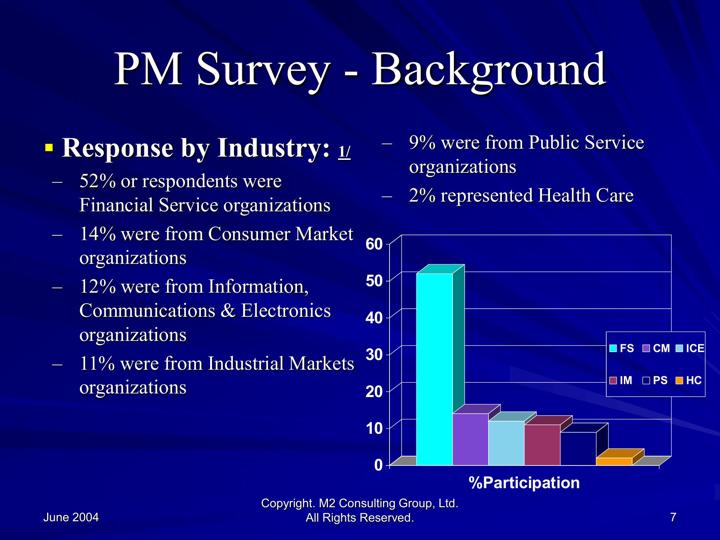 PM Survey - Background
▪ Response by Industry: 1/
– 52% or respondents were
Financial Service organizations
– 14% were from Consumer Market
organizations
– 12% were from Information,
Communications & Electronics
organizations
– 11% were from Industrial Markets
organizations
– 9% were from Public Service
organizations
– 2% represented Health Care
60
50
40
30
20
10
0
FS CM ICE
IM PS HC
%Participation
June 2004
Copyright. M2 Consulting Group, Ltd.
All Rights Reserved.
7